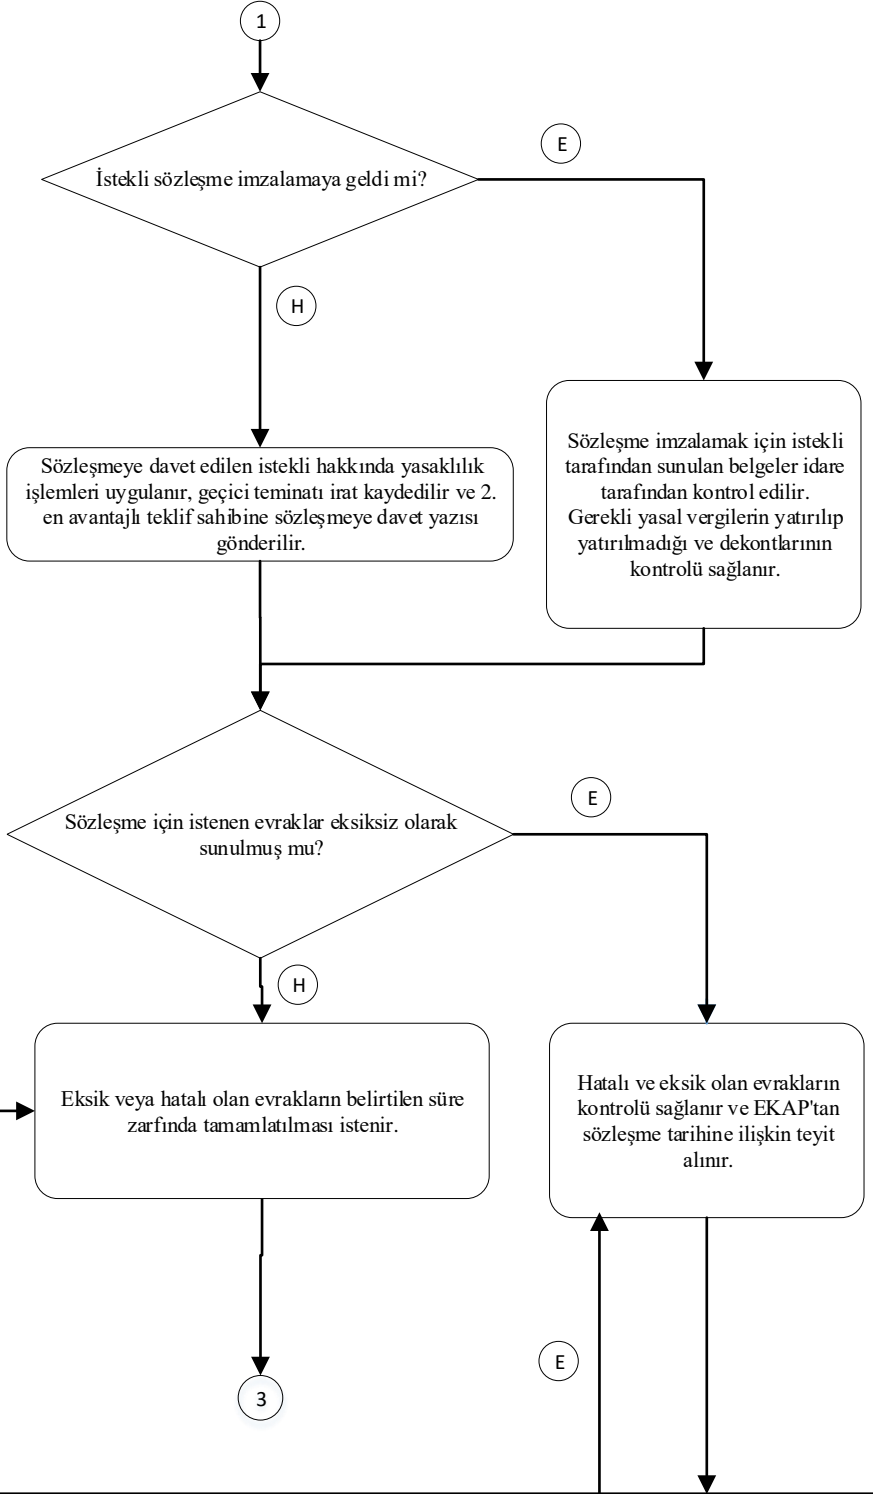 1
E
İstekli sözleşme imzalamaya geldi mi?
H
Sözleşmeye davet edilen istekli hakkında yasaklılık
işlemleri uygulanır, geçici teminatı irat kaydedilir ve 2.
en avantajlı teklif sahibine sözleşmeye davet yazısı
gönderilir.
Sözleşme imzalamak için istekli
tarafından sunulan belgeler idare
tarafından kontrol edilir.
Gerekli yasal vergilerin yatırılıp
yatırılmadığı ve dekontlarının
kontrolü sağlanır.
E
Sözleşme için istenen evraklar eksiksiz olarak
sunulmuş mu?
H
Eksik veya hatalı olan evrakların belirtilen süre
zarfında tamamlatılması istenir.
Hatalı ve eksik olan evrakların
kontrolü sağlanır ve EKAP'tan
sözleşme tarihine ilişkin teyit
alınır.
E
3